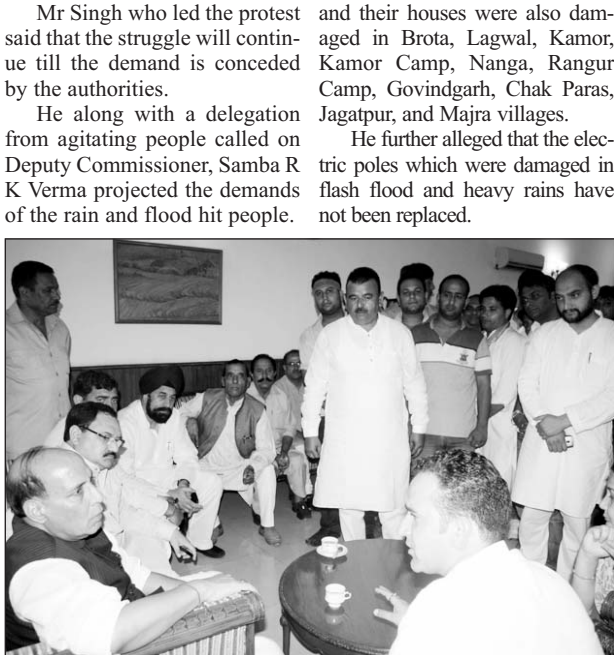 Mr Singh who led the protest
said that the struggle will contin-
ue till the demand is conceded
by the authorities.
He along with a delegation
from agitating people called on
Deputy Commissioner, Samba R
K Verma projected the demands
of the rain and flood hit people.
and their houses were also dam-
aged in Brota, Lagwal, Kamor,
Kamor Camp, Nanga, Rangur
Camp, Govindgarh, Chak Paras,
Jagatpur, and Majra villages.
He further alleged that the elec-
tric poles which were damaged in
flash flood and heavy rains have
not been replaced.